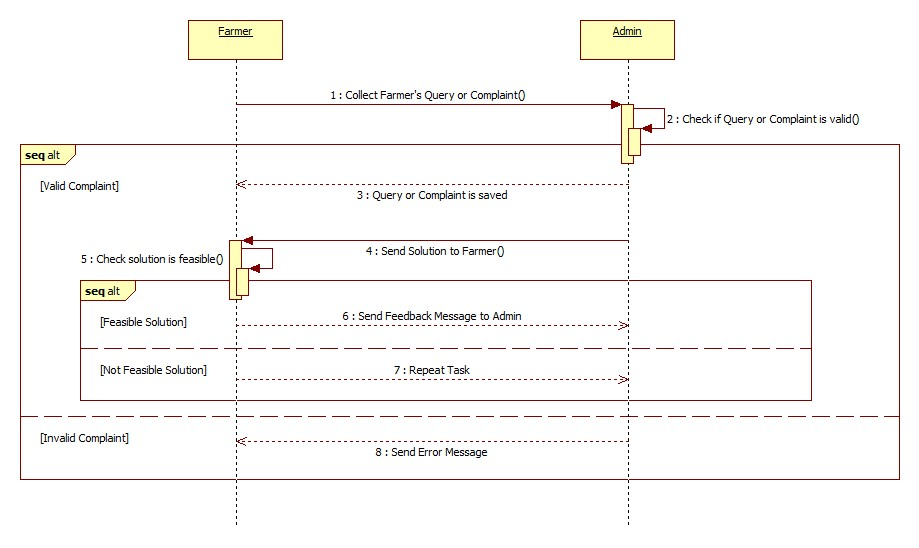 Farmer
Admin
1 : Collect Farmer's Query or Complaint()
2 : Check if Query or Complaint is valid()
seq alt
[Valid Complaint]
3 : Query or Complaint is saved
4 : Send Solution to Farmer()
5 : Check solution is feasible()
seq alt
[Feasible Solution]
6 : Send Feedback Message to Admin
[Not Feasible Solution]
7 : Repeat Task
[Invalid Complaint]
8 : Send Error Message